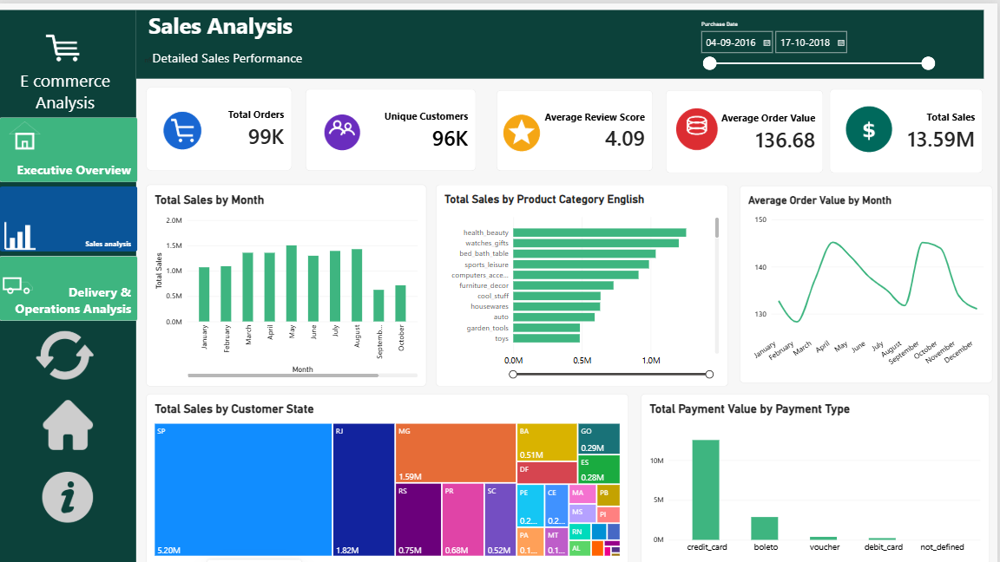 Sales Analysis
Detailed Sales Performance
Purchase Date
04-09-2016
17-10-2018
E commerce
Analysis
Executive Overview
Sales analysis
Delivery &
Operations Analysis
Total Orders
99K
Unique Customers
96K
Average Review Score
4.09
Average Order Value
136.68
$
Total Sales
13.59M
Total Sales by Month
2.0M
1.5M
1.0M
0.5M
0.0M
Total Sales
January
February
March
April
May
June
July
August
Septemb...
October
Month
Total Sales by Product Category English
health_beauty
watches_gifts
bed_bath_table
sports_leisure
computers_acce...
furniture_decor
cool_stuff
housewares
auto
garden_tools
toys
0.0M
0.5M
1.0M
Average Order Value by Month
150
140
130
January
February
March
April
May
June
July
August
September
October
November
December
Total Sales by Customer State
SP
5.20M
RJ
1.82M
MG
1.59M
RS
0.75M
PR
0.68M
SC
0.52M
BA
0.51M
DF
GO
0.29M
ES
0.28M
PE
0.2...
CE
0.2...
PA
0.1...
MT
0.1...
MA
MS
PB
PI
RN
AL
Total Payment Value by Payment Type
10M
5M
0M
credit_card
boleto
voucher
debit_card
not_defined
i